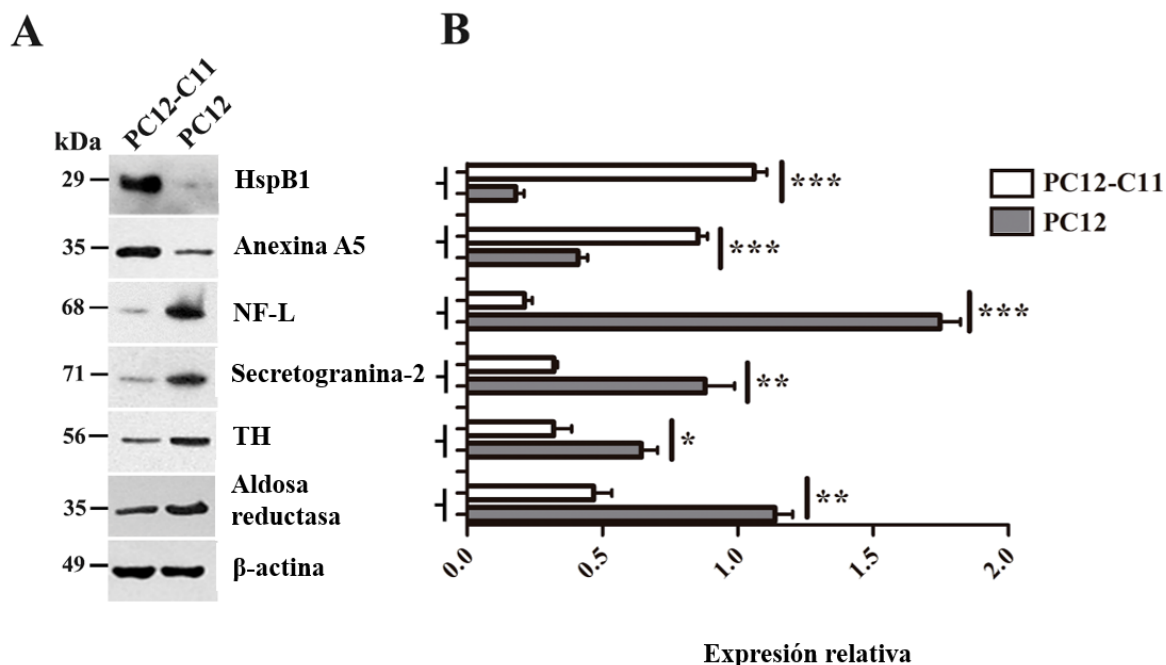 A
B
PC12-C11
PC12
kDa
29
HspB1
***
35
Anexina A5
***
68
NF-L
***
71
Secretogranina-2
**
56
TH
*
35
Aldosa
reductasa
**
49
β-actina
0.0
0.5
1.0
1.5
2.0
Expresión relativa
PC12-C11
PC12